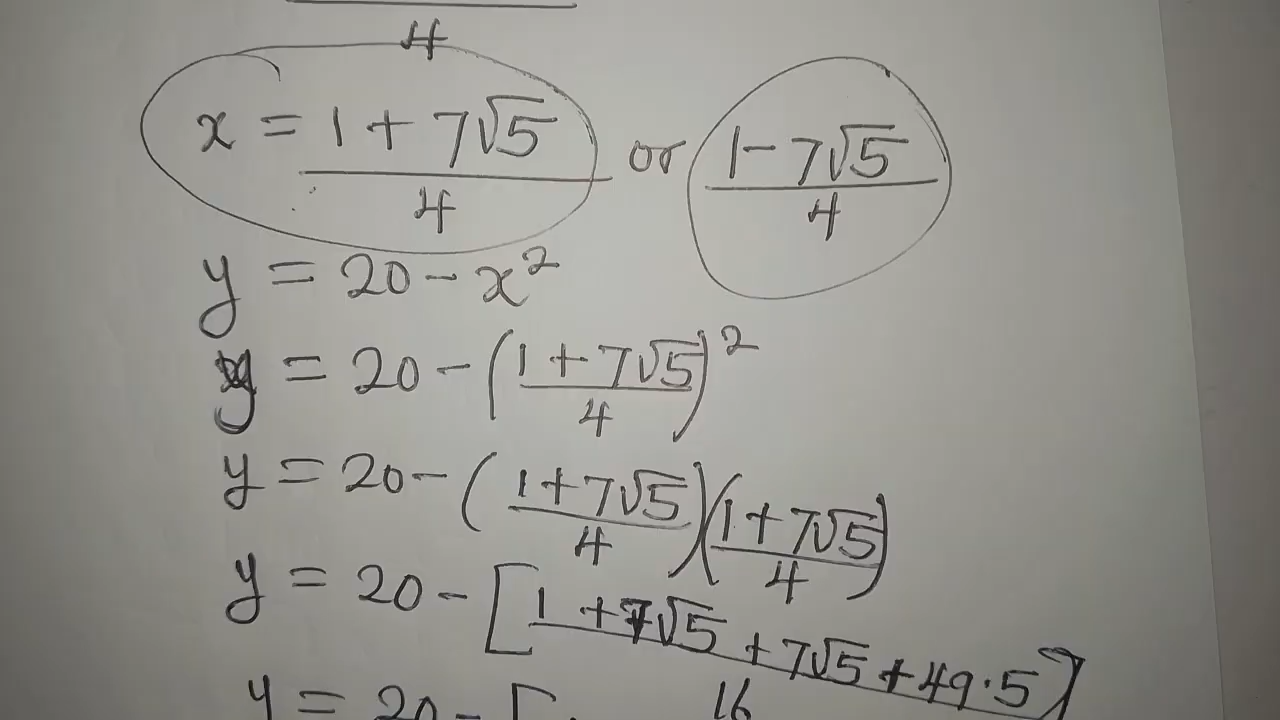 4
x = (1 + 7√5)/4 or (1 - 7√5)/4
y = 20 - x²
y = 20 - ((1 + 7√5)/4)²
y = 20 - ((1 + 7√5)/4)((1 + 7√5)/4)
y = 20 - [(1 + 7√5 + 7√5 + 49·5)/16]
y = 20 - [